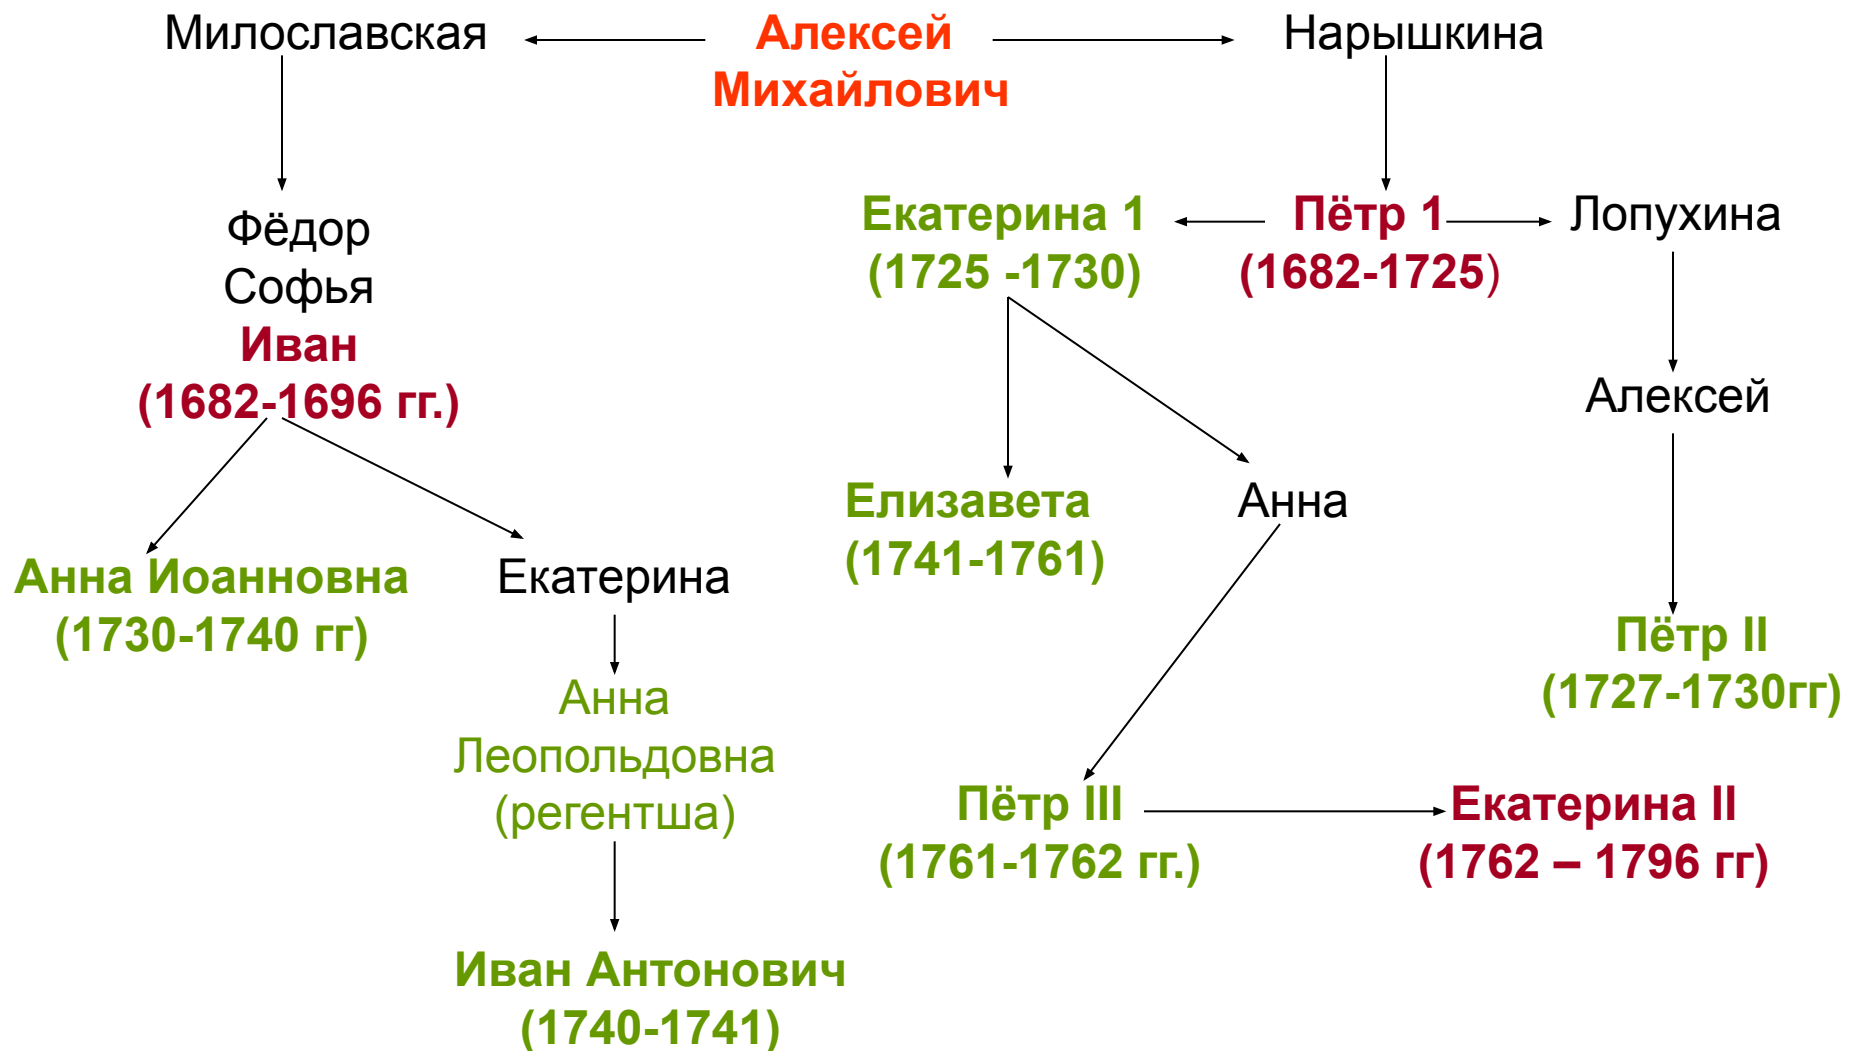 Милославская
Алексей
Михайлович
Нарышкина
Фёдор
Софья
Иван
(1682-1696 гг.)
Екатерина 1
(1725 -1730)
Пётр 1
(1682-1725)
Лопухина
Алексей
Елизавета
(1741-1761)
Анна
Анна Иоанновна
(1730-1740 гг)
Екатерина
Пётр II
(1727-1730гг)
Анна
Леопольдовна
(регентша)
Пётр III
(1761-1762 гг.)
Екатерина II
(1762 – 1796 гг)
Иван Антонович
(1740-1741)